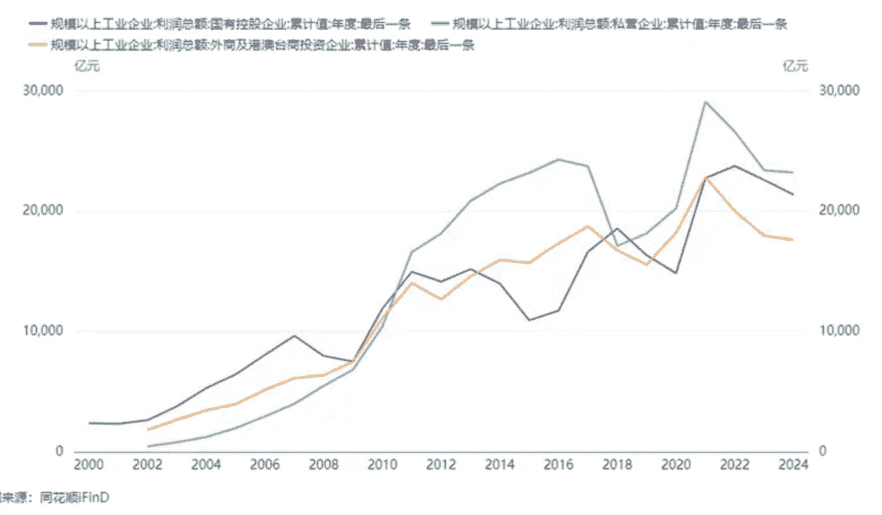 规模以上工业企业:利润总额:国有控股企业:累计值:年度:最后一条 规模以上工业企业:利润总额:私营企业:累计值:年度:最后一条
规模以上工业企业:利润总额:外商及港澳台商投资企业:累计值:年度:最后一条
亿元 亿元
30,000 30,000
20,000 20,000
10,000 10,000
0 0
2000 2002 2004 2006 2008 2010 2012 2014 2016 2018 2020 2022 2024
来源：同花顺iFinD